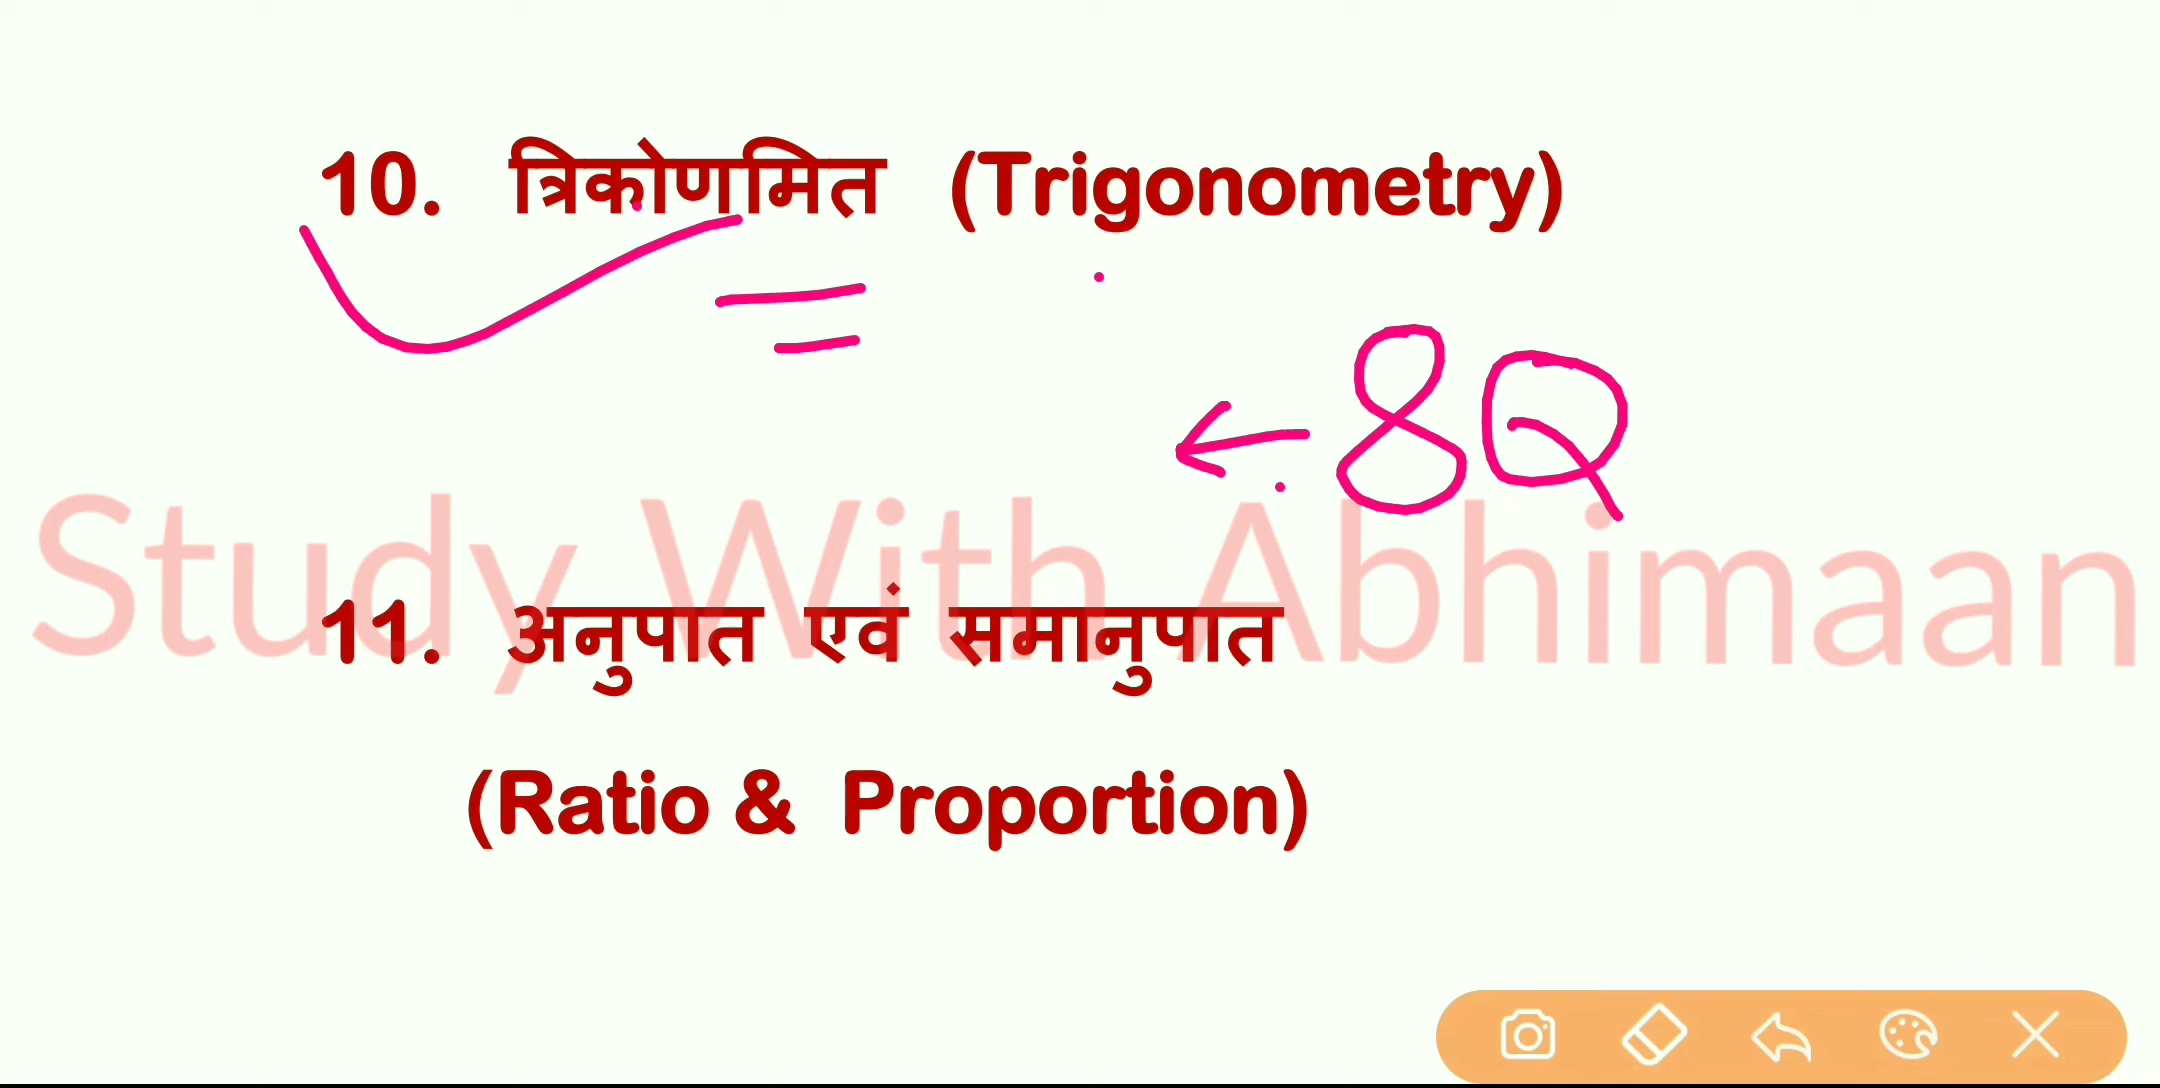 10. त्रिकोणमित (Trigonometry)
8Q
Study With Abhimaan
11. अनुपात एवं समानुपात
(Ratio & Proportion)